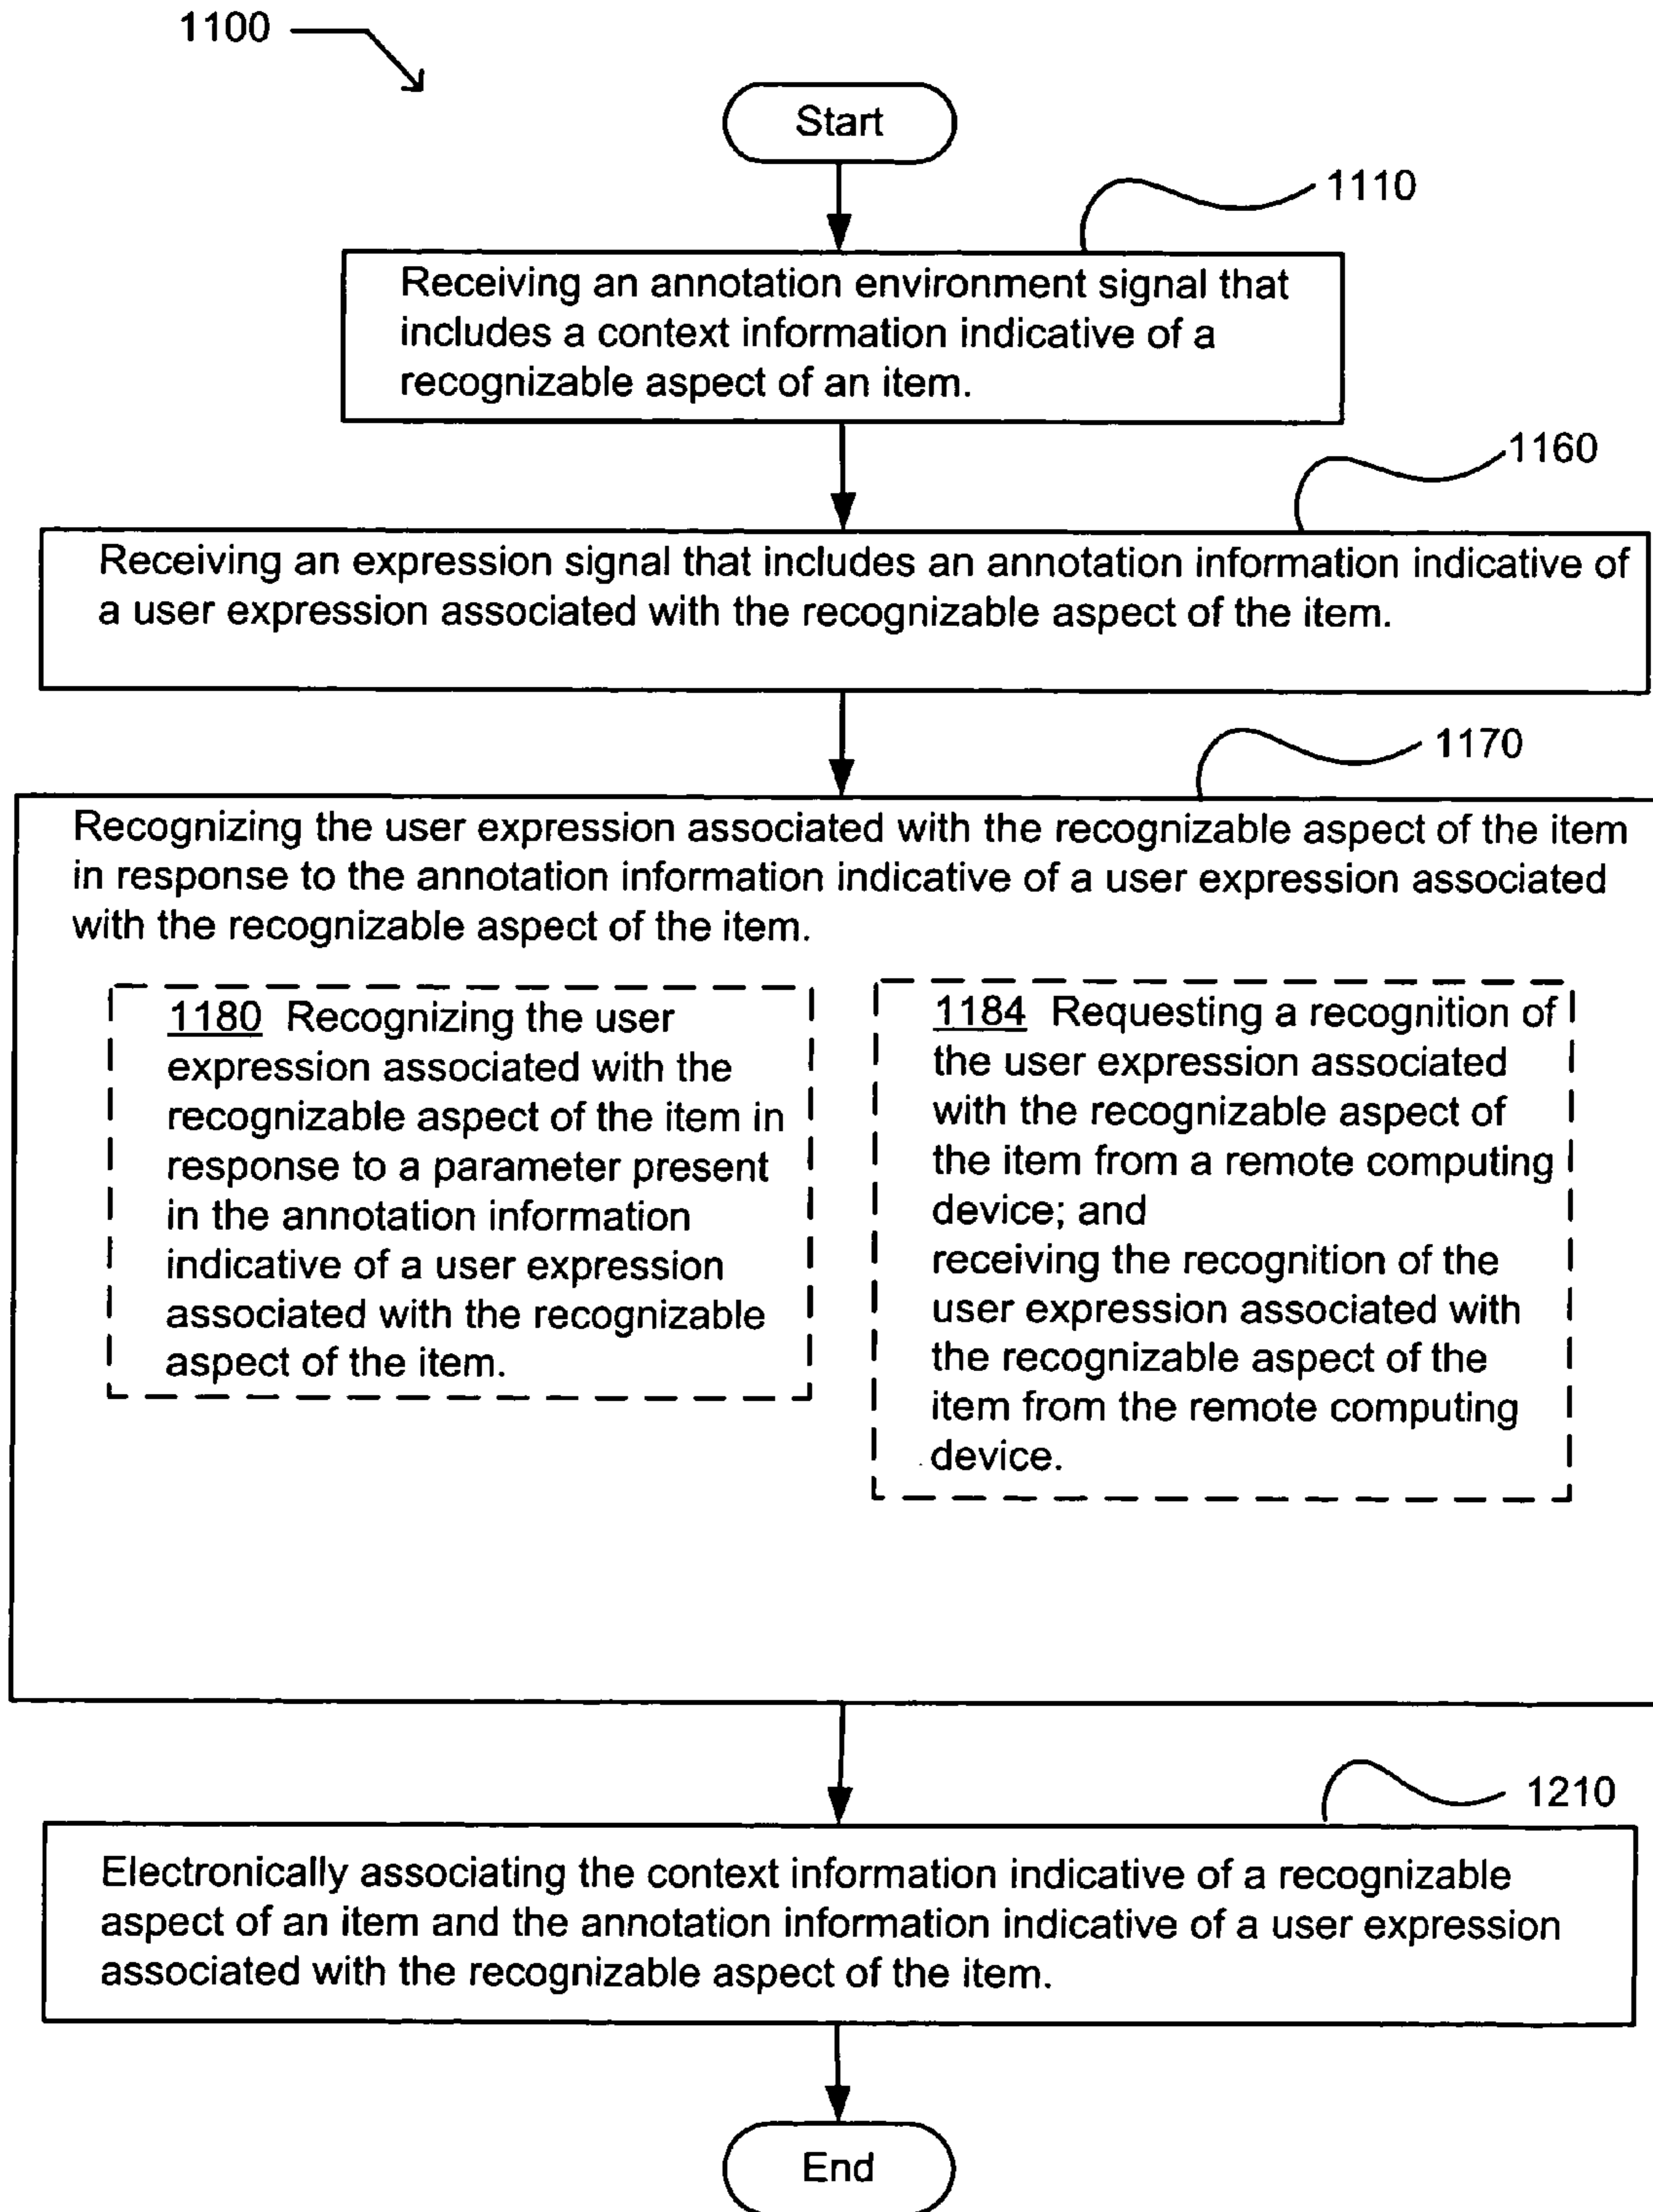 1100
Start
1110
Receiving an annotation environment signal that
includes a context information indicative of a
recognizable aspect of an item.
1160
Receiving an expression signal that includes an annotation information indicative of
a user expression associated with the recognizable aspect of the item.
1170
Recognizing the user expression associated with the recognizable aspect of the item
in response to the annotation information indicative of a user expression associated
with the recognizable aspect of the item.
1180 Recognizing the user
expression associated with the
recognizable aspect of the item in
response to a parameter present
in the annotation information
indicative of a user expression
associated with the recognizable
aspect of the item.
1184 Requesting a recognition of
the user expression associated
with the recognizable aspect of
the item from a remote computing
device; and
receiving the recognition of the
user expression associated with
the recognizable aspect of the
item from the remote computing
device.
1210
Electronically associating the context information indicative of a recognizable
aspect of an item and the annotation information indicative of a user expression
associated with the recognizable aspect of the item.
End